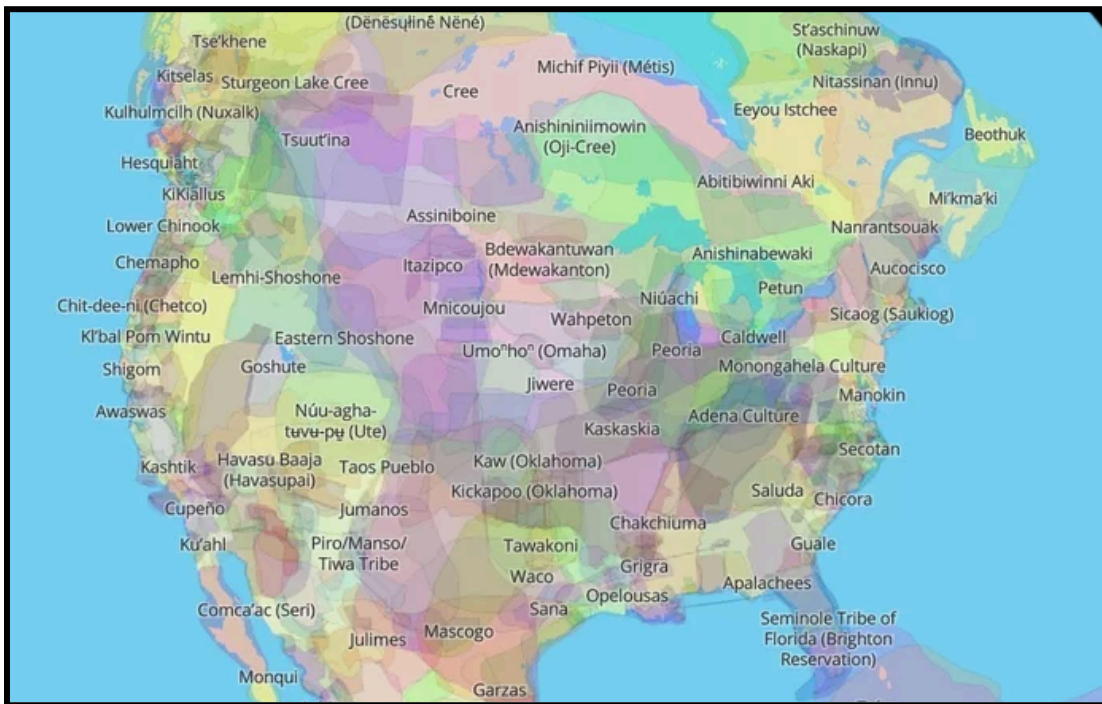 (Dënësųłiné Nëné)
St'aschinuw
(Naskapi)
Tse'khene
Michif Piyii (Métis)
Kitselas
Sturgeon Lake Cree
Nitassinan (Innu)
Cree
Kulhulmcilh (Nuxalk)
Eeyou Istchee
Anishininiimowin
(Oji-Cree)
Beothuk
Tsuut'ina
Hesquiaht
Abitibiwinni Aki
KiKiallus
Mi'kma'ki
Assiniboine
Lower Chinook
Nanrantsouak
Bdewakantuwan
(Mdewakanton)
Anishinabewaki
Chemapho
Itazipco
Aucocisco
Lemhi-Shoshone
Petun
Niúachi
Chit-dee-ni (Chetco)
Mnicoujou
Sicaog (Saukiog)
Wahpeton
Kl'bal Pom Wintu
Eastern Shoshone
Caldwell
Umoⁿhoⁿ (Omaha)
Peoria
Shigom
Goshute
Monongahela Culture
Jiwere
Peoria
Manokin
Awaswas
Núu-agha-
tʉvʉ-pʉ̱ (Ute)
Adena Culture
Kaskaskia
Secotan
Kashtik
Havasu Baaja
(Havasupai)
Taos Pueblo
Kaw (Oklahoma)
Kickapoo (Oklahoma)
Saluda
Chicora
Cupeño
Jumanos
Chakchiuma
Ku'ahl
Piro/Manso/
Tiwa Tribe
Tawakoni
Guale
Grigra
Waco
Apalachees
Opelousas
Comca'ac (Seri)
Sana
Seminole Tribe of
Florida (Brighton
Reservation)
Julimes
Mascogo
Monqui
Garzas